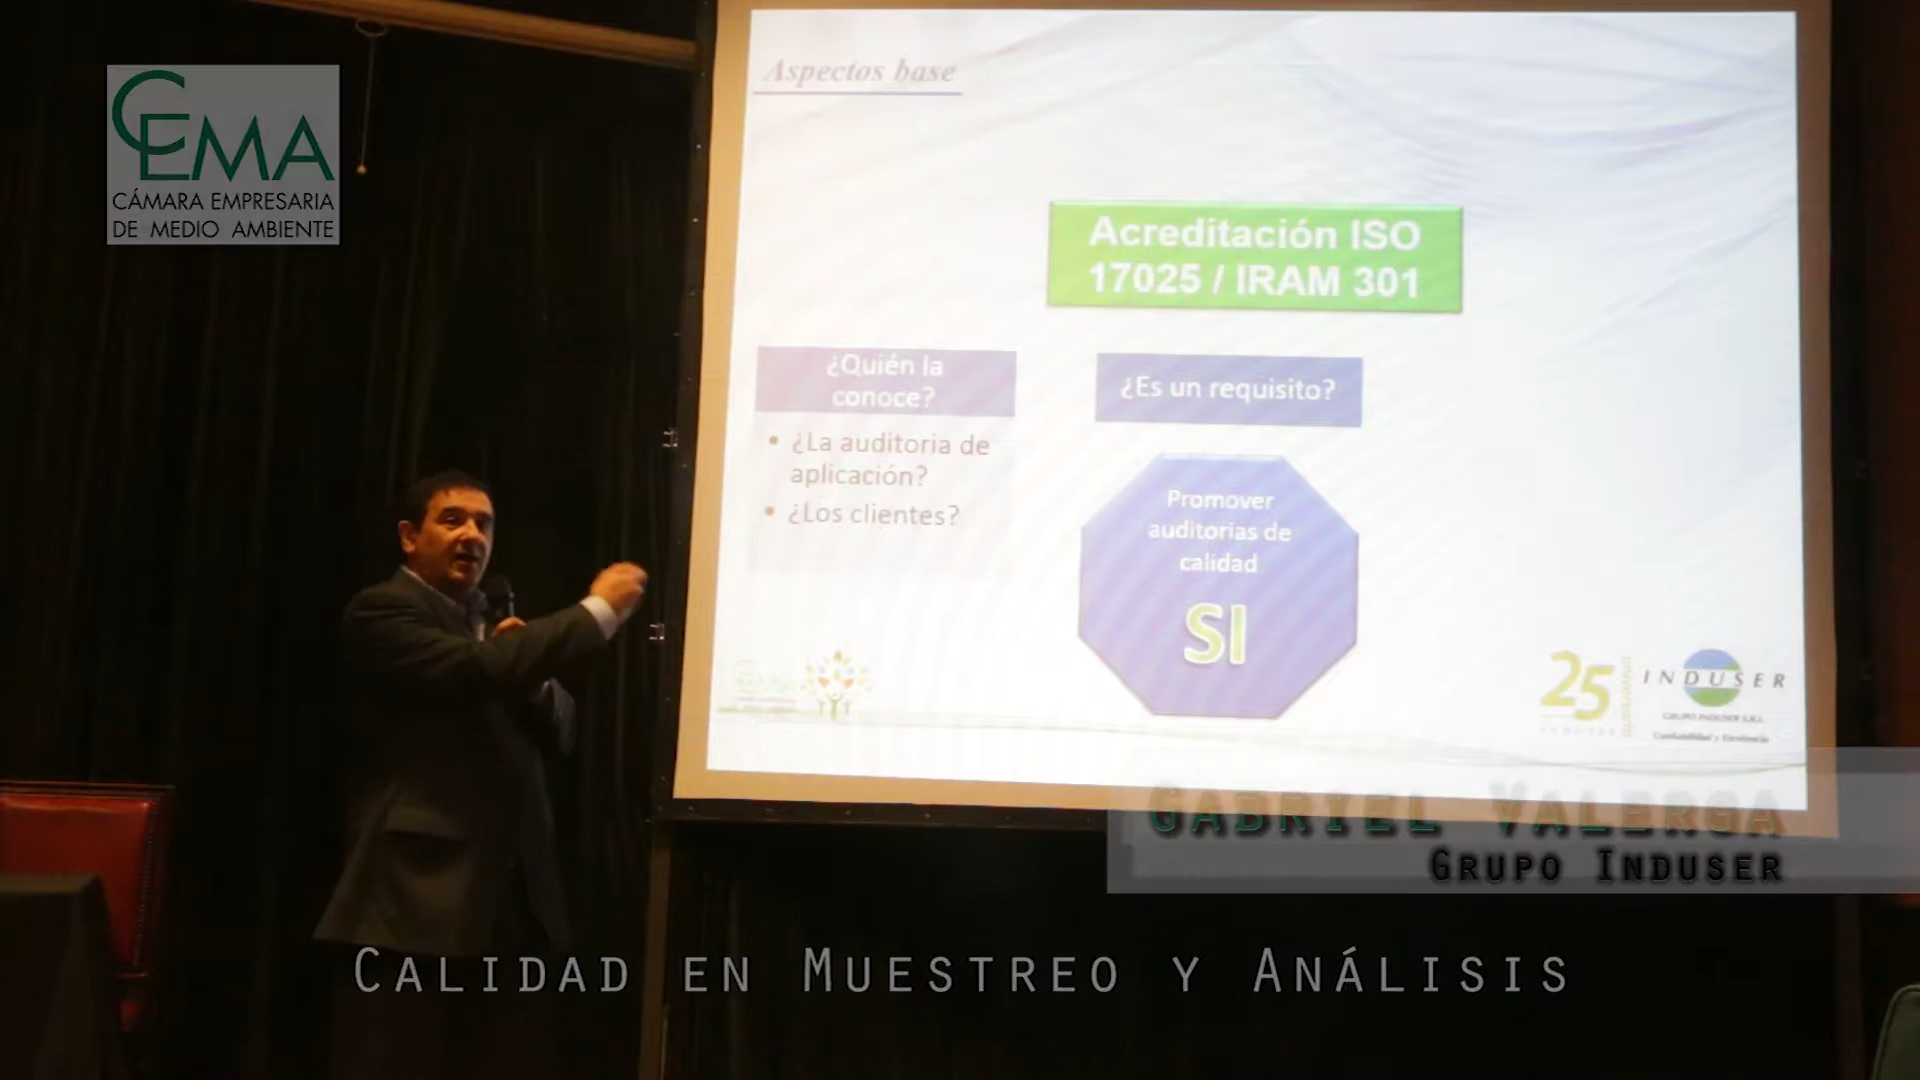 CEMA
CÁMARA EMPRESARIA
DE MEDIO AMBIENTE
Aspectos base
Acreditación ISO
17025 / IRAM 301
¿Quién la
conoce?
• ¿La auditoria de
aplicación?
• ¿Los clientes?
¿Es un requisito?
Promover
auditorias de
calidad
SI
25
INDUSER
GRUPO INDUSER S.R.L.
Confiabilidad y Excelencia
GABRIEL VALERGA
GRUPO INDUSER
CALIDAD EN MUESTREO Y ANÁLISIS